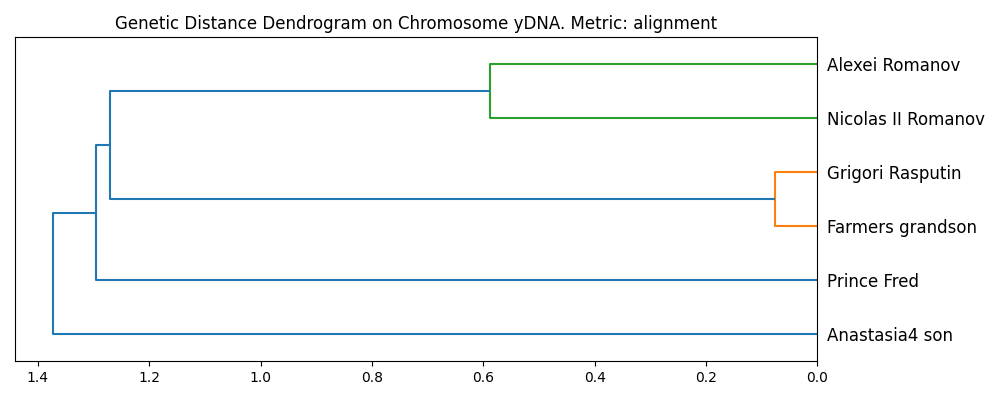 Genetic Distance Dendrogram on Chromosome yDNA. Metric: alignment
Alexei Romanov
Nicolas II Romanov
Grigori Rasputin
Farmers grandson
Prince Fred
Anastasia4 son
1.4 1.2 1.0 0.8 0.6 0.4 0.2 0.0